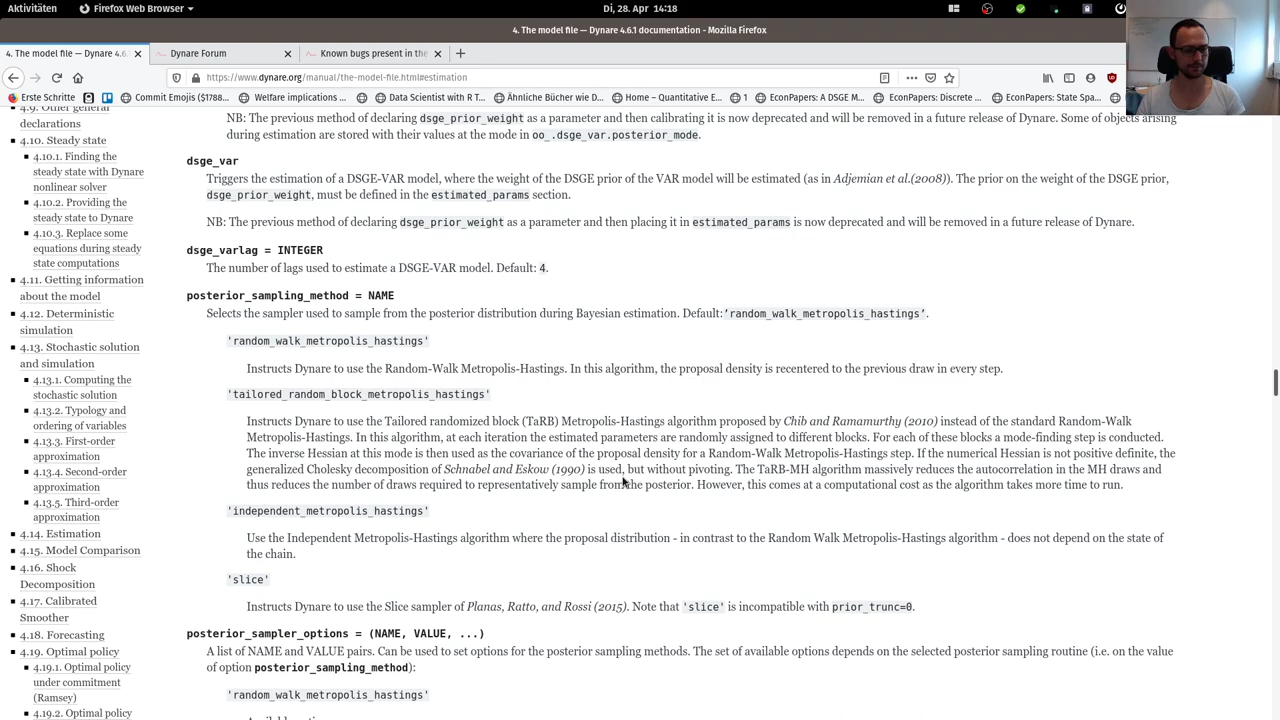 Aktivitäten
Firefox Web Browser
Di, 28. Apr 14:18
4. The model file — Dynare 4.6.1 documentation - Mozilla Firefox
4. The model file — Dynare 4.6.
Dynare Forum
Known bugs present in the
https://www.dynare.org/manual/the-model-file.html#estimation
Erste Schritte
Commit Emojis ($1788...
Welfare implications ...
Data Scientist with R T...
Ähnliche Bücher wie D...
Home – Quantitative E...
1
EconPapers: A DSGE M...
EconPapers: Discrete ...
EconPapers: State Spa...
4.9. Other general
declarations
4.10. Steady state
4.10.1. Finding the
steady state with Dynare
nonlinear solver
4.10.2. Providing the
steady state to Dynare
4.10.3. Replace some
equations during steady
state computations
4.11. Getting information
about the model
4.12. Deterministic
simulation
4.13. Stochastic solution
and simulation
4.13.1. Computing the
stochastic solution
4.13.2. Typology and
ordering of variables
4.13.3. First-order
approximation
4.13.4. Second-order
approximation
4.13.5. Third-order
approximation
4.14. Estimation
4.15. Model Comparison
4.16. Shock
Decomposition
4.17. Calibrated
Smoother
4.18. Forecasting
4.19. Optimal policy
4.19.1. Optimal policy
under commitment
(Ramsey)
4.19.2. Optimal policy
NB: The previous method of declaring dsge_prior_weight as a parameter and then calibrating it is now deprecated and will be removed in a future release of Dynare. Some of objects arising
during estimation are stored with their values at the mode in oo_.dsge_var.posterior_mode.
dsge_var
Triggers the estimation of a DSGE-VAR model, where the weight of the DSGE prior of the VAR model will be estimated (as in Adjemian et al.(2008)). The prior on the weight of the DSGE prior,
dsge_prior_weight, must be defined in the estimated_params section.
NB: The previous method of declaring dsge_prior_weight as a parameter and then placing it in estimated_params is now deprecated and will be removed in a future release of Dynare.
dsge_varlag = INTEGER
The number of lags used to estimate a DSGE-VAR model. Default: 4.
posterior_sampling_method = NAME
Selects the sampler used to sample from the posterior distribution during Bayesian estimation. Default:’random_walk_metropolis_hastings’.
'random_walk_metropolis_hastings'
Instructs Dynare to use the Random-Walk Metropolis-Hastings. In this algorithm, the proposal density is recentered to the previous draw in every step.
'tailored_random_block_metropolis_hastings'
Instructs Dynare to use the Tailored randomized block (TaRB) Metropolis-Hastings algorithm proposed by Chib and Ramamurthy (2010) instead of the standard Random-Walk
Metropolis-Hastings. In this algorithm, at each iteration the estimated parameters are randomly assigned to different blocks. For each of these blocks a mode-finding step is conducted.
The inverse Hessian at this mode is then used as the covariance of the proposal density for a Random-Walk Metropolis-Hastings step. If the numerical Hessian is not positive definite, the
generalized Cholesky decomposition of Schnabel and Eskow (1990) is used, but without pivoting. The TaRB-MH algorithm massively reduces the autocorrelation in the MH draws and
thus reduces the number of draws required to representatively sample from the posterior. However, this comes at a computational cost as the algorithm takes more time to run.
'independent_metropolis_hastings'
Use the Independent Metropolis-Hastings algorithm where the proposal distribution - in contrast to the Random Walk Metropolis-Hastings algorithm - does not depend on the state of
the chain.
'slice'
Instructs Dynare to use the Slice sampler of Planas, Ratto, and Rossi (2015). Note that 'slice' is incompatible with prior_trunc=0.
posterior_sampler_options = (NAME, VALUE, ...)
A list of NAME and VALUE pairs. Can be used to set options for the posterior sampling methods. The set of available options depends on the selected posterior sampling routine (i.e. on the value
of option posterior_sampling_method):
'random_walk_metropolis_hastings'